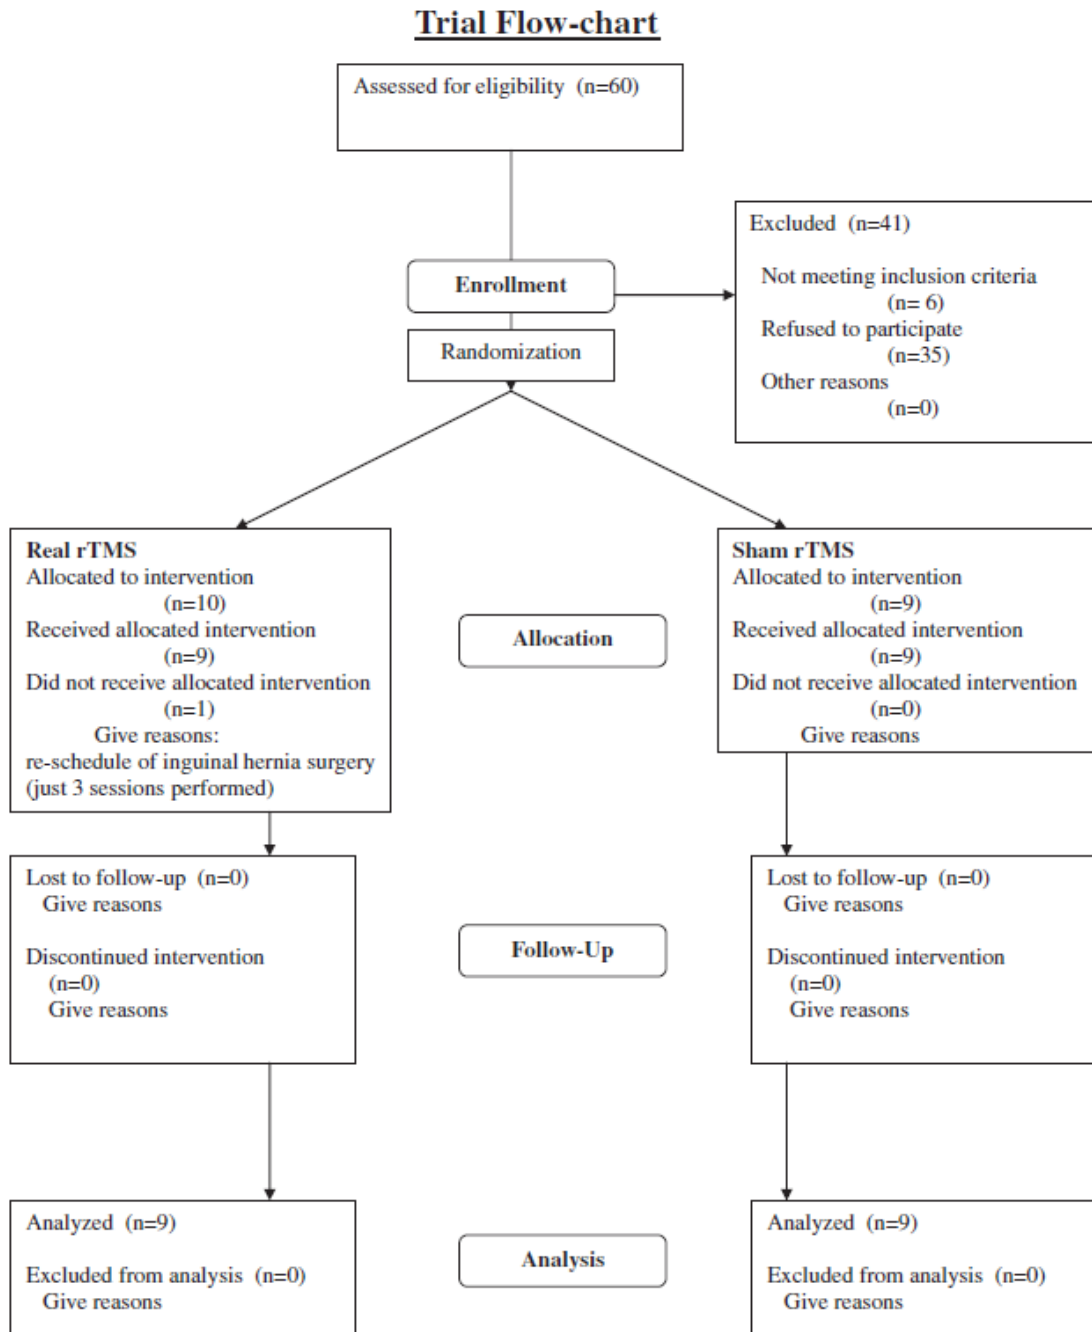 Trial Flow-chart
Assessed for eligibility (n=60)
Excluded (n=41)
Not meeting inclusion criteria
(n= 6)
Refused to participate
(n=35)
Other reasons
(n=0)
Enrollment
Randomization
Real rTMS
Allocated to intervention
(n=10)
Received allocated intervention
(n=9)
Did not receive allocated intervention
(n=1)
Give reasons:
re-schedule of inguinal hernia surgery
(just 3 sessions performed)
Allocation
Sham rTMS
Allocated to intervention
(n=9)
Received allocated intervention
(n=9)
Did not receive allocated intervention
(n=0)
Give reasons
Lost to follow-up (n=0)
Give reasons
Discontinued intervention
(n=0)
Give reasons
Follow-Up
Lost to follow-up (n=0)
Give reasons
Discontinued intervention
(n=0)
Give reasons
Analyzed (n=9)
Excluded from analysis (n=0)
Give reasons
Analysis
Analyzed (n=9)
Excluded from analysis (n=0)
Give reasons